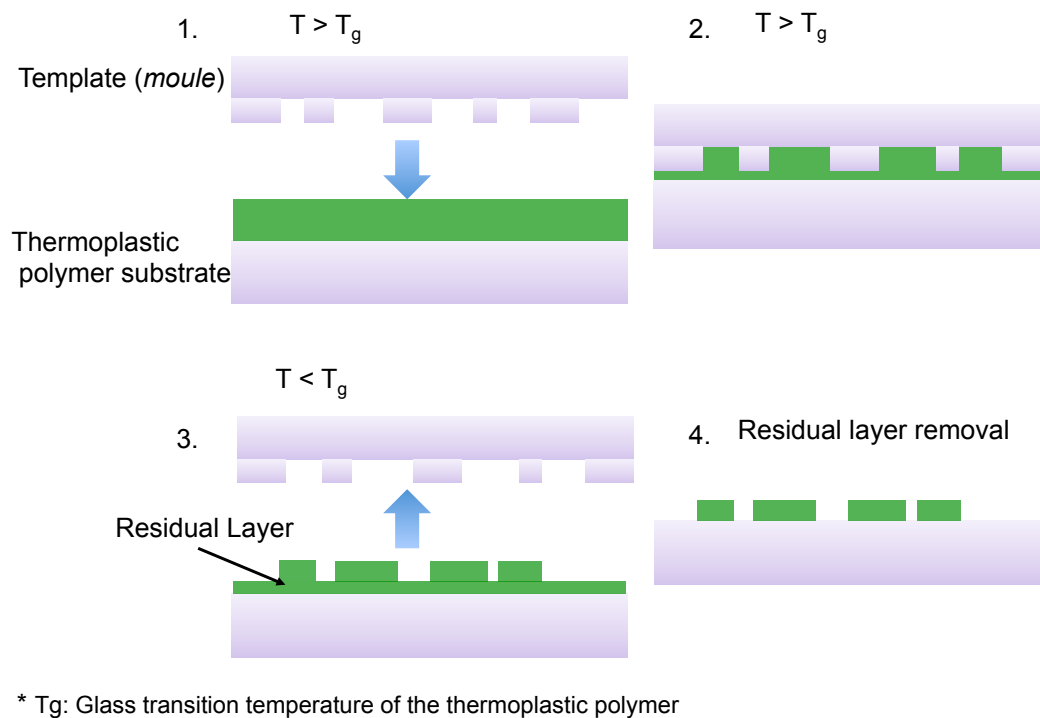 1.
T > Tg
2.
T > Tg
Template (moule)
Thermoplastic
polymer substrate
T < Tg
3.
4.
Residual layer removal
Residual Layer
* Tg: Glass transition temperature of the thermoplastic polymer